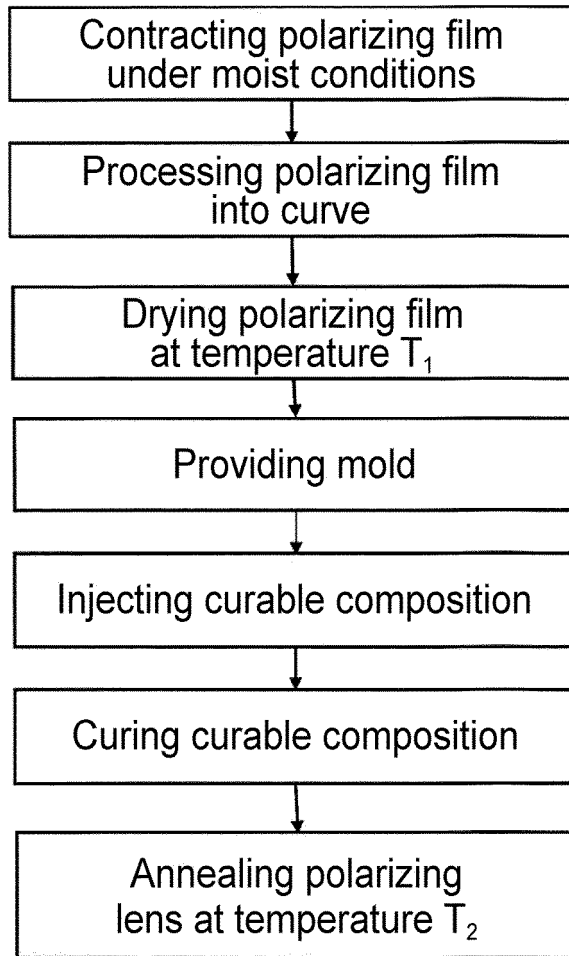 Contracting polarizing film
under moist conditions
Processing polarizing film
into curve
Drying polarizing film
at temperature T₁
Providing mold
Injecting curable composition
Curing curable composition
Annealing polarizing
lens at temperature T₂